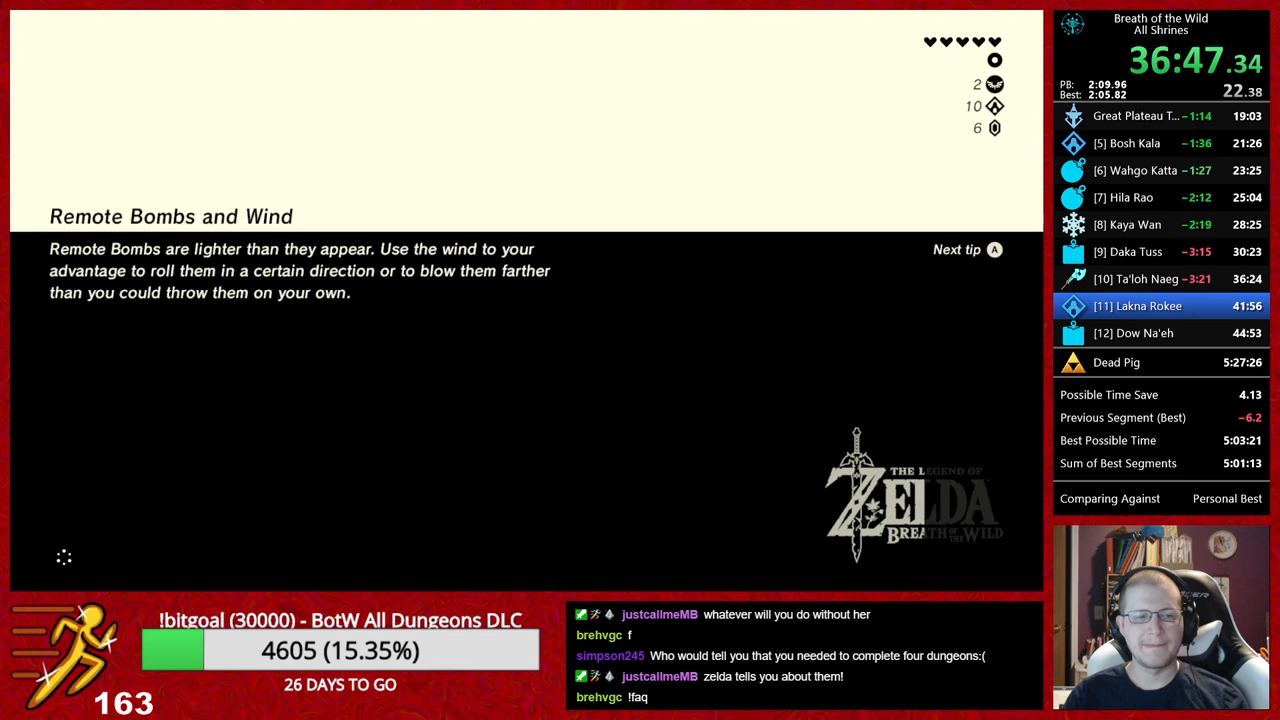 2
10
6
Remote Bombs and Wind
Remote Bombs are lighter than they appear. Use the wind to your
advantage to roll them in a certain direction or to blow them farther
than you could throw them on your own.
Next tip A
THE LEGEND OF
ZELDA
BREATH OF THE WILD
Breath of the Wild
All Shrines
36:47.34
PB: 2:09.96
Best: 2:05.82
22.38
Great Plateau T... −1:14 19:03
[5] Bosh Kala −1:36 21:26
[6] Wahgo Katta −1:27 23:25
[7] Hila Rao −2:12 25:04
[8] Kaya Wan −2:19 28:25
[9] Daka Tuss −3:15 30:23
[10] Ta'loh Naeg −3:21 36:24
[11] Lakna Rokee 41:56
[12] Dow Na'eh 44:53
Dead Pig 5:27:26
Possible Time Save 4.13
Previous Segment (Best) −6.2
Best Possible Time 5:03:21
Sum of Best Segments 5:01:13
Comparing Against Personal Best
!bitgoal (30000) - BotW All Dungeons DLC
4605 (15.35%)
26 DAYS TO GO
163
justcallmeMB whatever will you do without her
brehvgc f
simpson245 Who would tell you that you needed to complete four dungeons:(
justcallmeMB zelda tells you about them!
brehvgc !faq